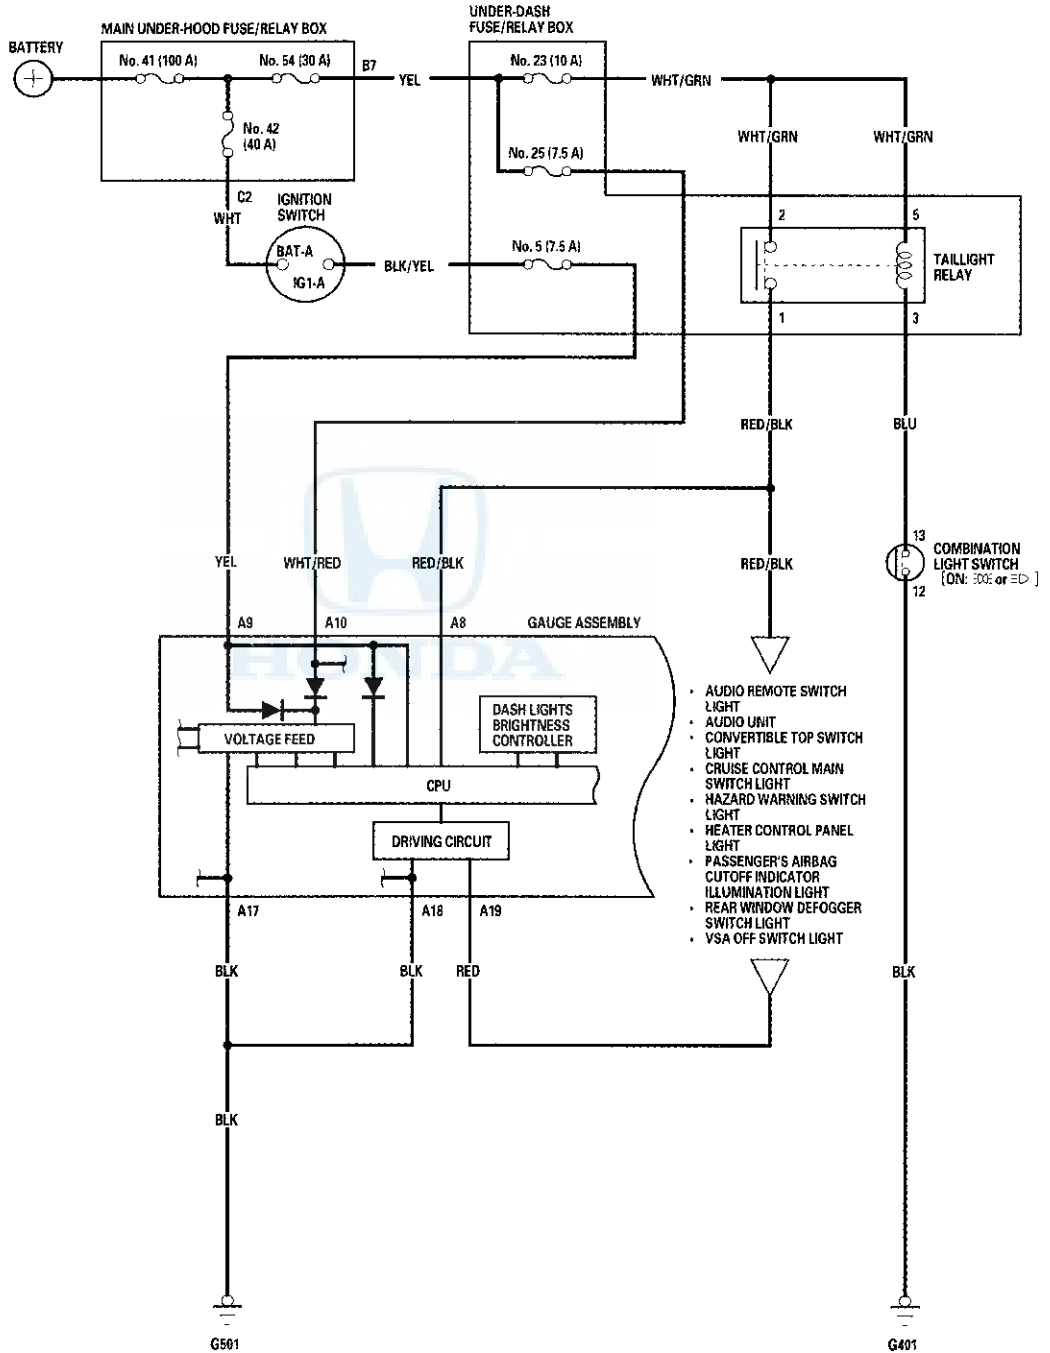 MAIN UNDER-HOOD FUSE/RELAY BOX
UNDER-DASH
FUSE/RELAY BOX
BATTERY
No. 41 (100 A)
No. 54 (30 A)
B7
YEL
No. 23 (10 A)
WHT/GRN
No. 42
(40 A)
WHT/GRN
WHT/GRN
No. 25 (7.5 A)
C2
WHT
IGNITION
SWITCH
BAT-A
IG1-A
BLK/YEL
No. 5 (7.5 A)
2
5
TAILLIGHT
RELAY
1
3
RED/BLK
BLU
YEL
WHT/RED
RED/BLK
RED/BLK
13
COMBINATION
LIGHT SWITCH
[ON: or ]
12
A9
A10
A8
GAUGE ASSEMBLY
HONDA
VOLTAGE FEED
DASH LIGHTS
BRIGHTNESS
CONTROLLER
CPU
DRIVING CIRCUIT
• AUDIO REMOTE SWITCH
LIGHT
• AUDIO UNIT
• CONVERTIBLE TOP SWITCH
LIGHT
• CRUISE CONTROL MAIN
SWITCH LIGHT
• HAZARD WARNING SWITCH
LIGHT
• HEATER CONTROL PANEL
LIGHT
• PASSENGER'S AIRBAG
CUTOFF INDICATOR
ILLUMINATION LIGHT
• REAR WINDOW DEFOGGER
SWITCH LIGHT
• VSA OFF SWITCH LIGHT
A17
A18
A19
BLK
BLK
RED
BLK
BLK
G501
G401